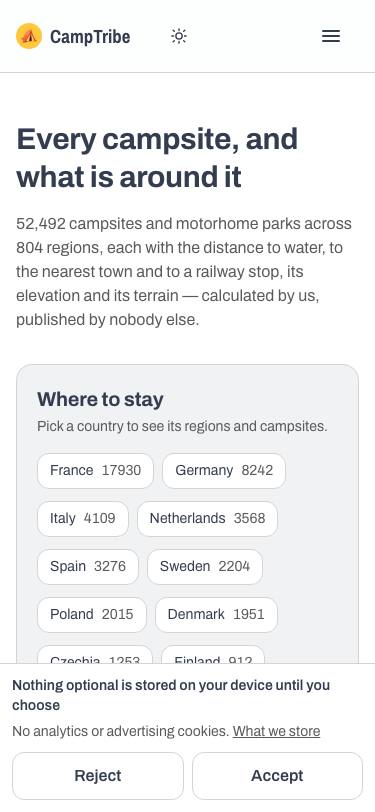 CampTribe
Every campsite, and
what is around it
52,492 campsites and motorhome parks across
804 regions, each with the distance to water, to
the nearest town and to a railway stop, its
elevation and its terrain — calculated by us,
published by nobody else.
Where to stay
Pick a country to see its regions and campsites.
France 17930 Germany 8242
Italy 4109 Netherlands 3568
Spain 3276 Sweden 2204
Poland 2015 Denmark 1951
Czechia 1253 Finland 912
Nothing optional is stored on your device until you
choose
No analytics or advertising cookies. What we store
Reject Accept